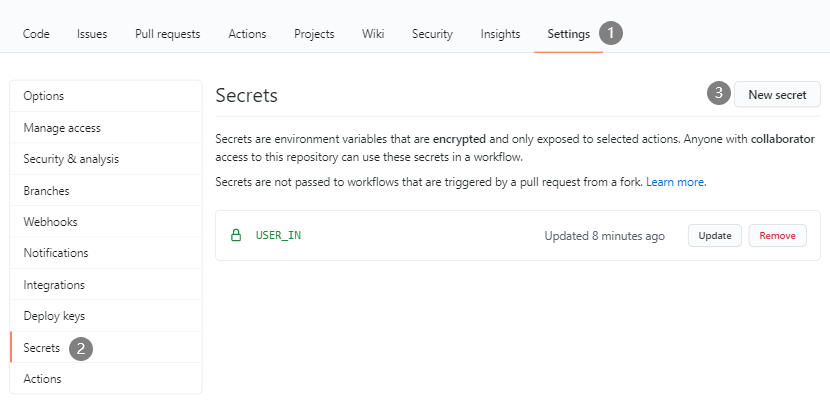 Code Issues Pull requests Actions Projects Wiki Security Insights Settings 1
Options
Manage access
Security & analysis
Branches
Webhooks
Notifications
Integrations
Deploy keys
Secrets 2
Actions
Secrets 3 New secret
Secrets are environment variables that are encrypted and only exposed to selected actions. Anyone with collaborator
access to this repository can use these secrets in a workflow.
Secrets are not passed to workflows that are triggered by a pull request from a fork. Learn more.
USER_IN Updated 8 minutes ago Update Remove